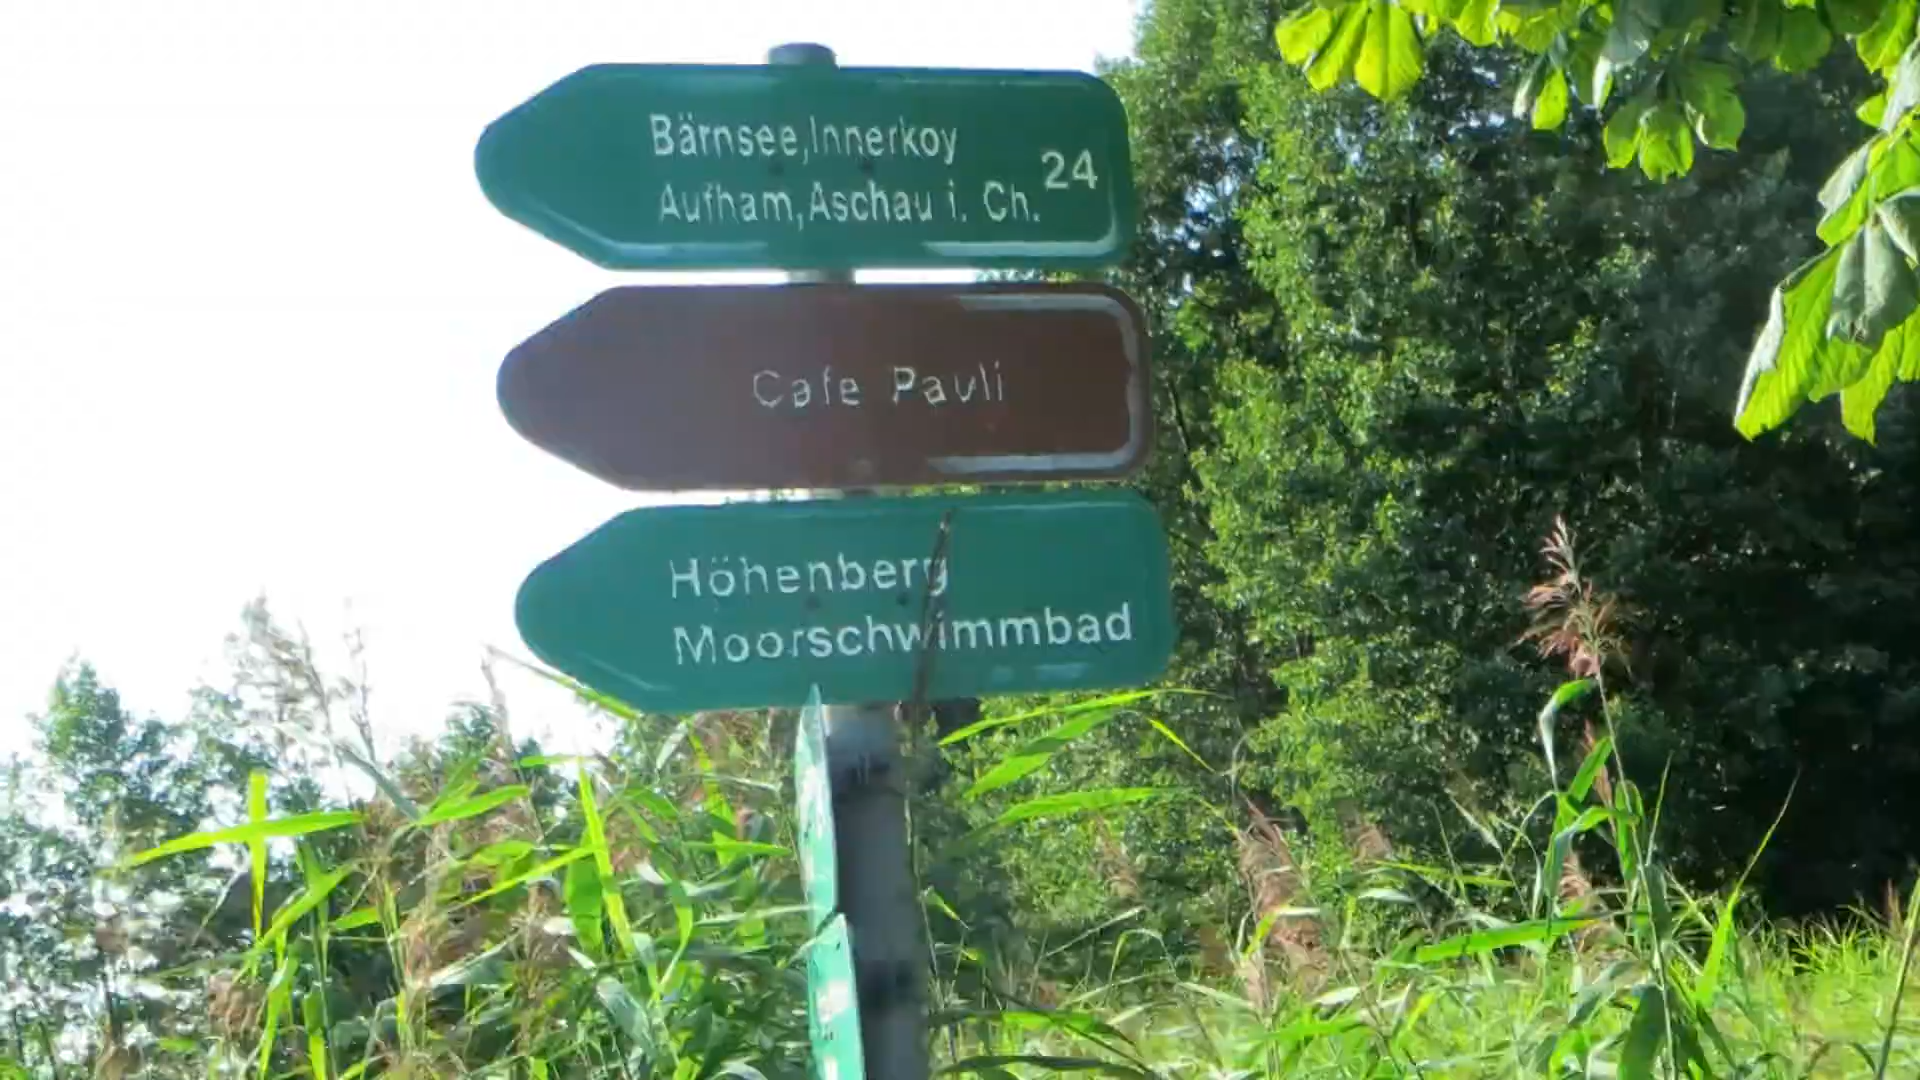 Bärnsee,Innerkoy
Aufham,Aschau i. Ch. 24
Cafe Pauli
Höhenberg
Moorschwimmbad